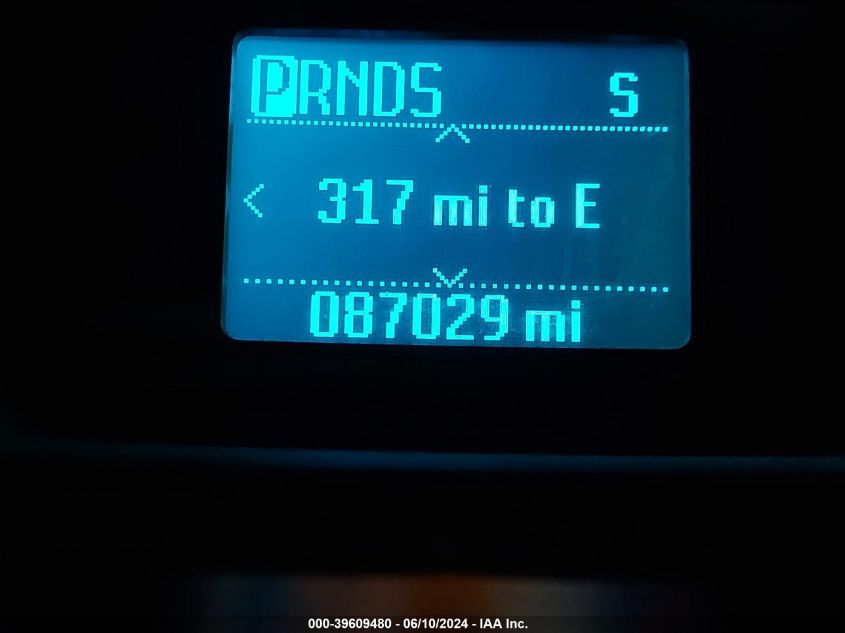 PRNDS S
317 mi to E
087029 mi
000-39609480 - 06/10/2024 - IAA Inc.